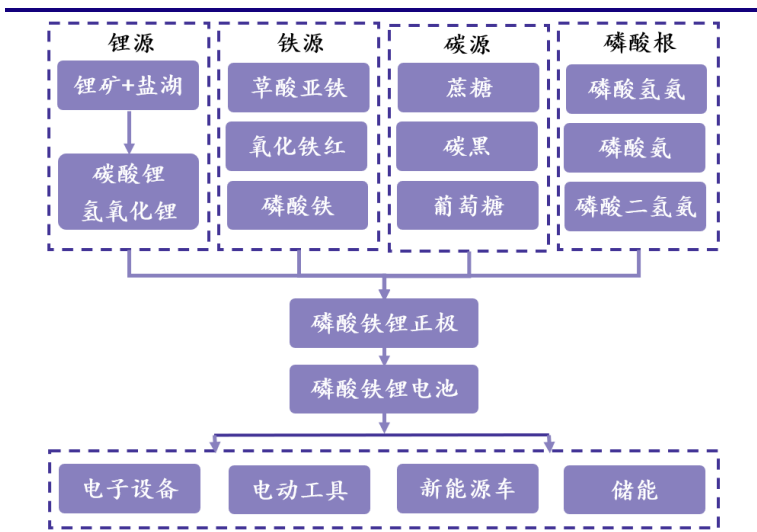 锂源
锂矿+盐湖
碳酸锂
氢氧化锂
铁源
草酸亚铁
氧化铁红
磷酸铁
碳源
蔗糖
碳黑
葡萄糖
磷酸根
磷酸氢氨
磷酸氨
磷酸二氢氨
磷酸铁锂正极
磷酸铁锂电池
电子设备
电动工具
新能源车
储能